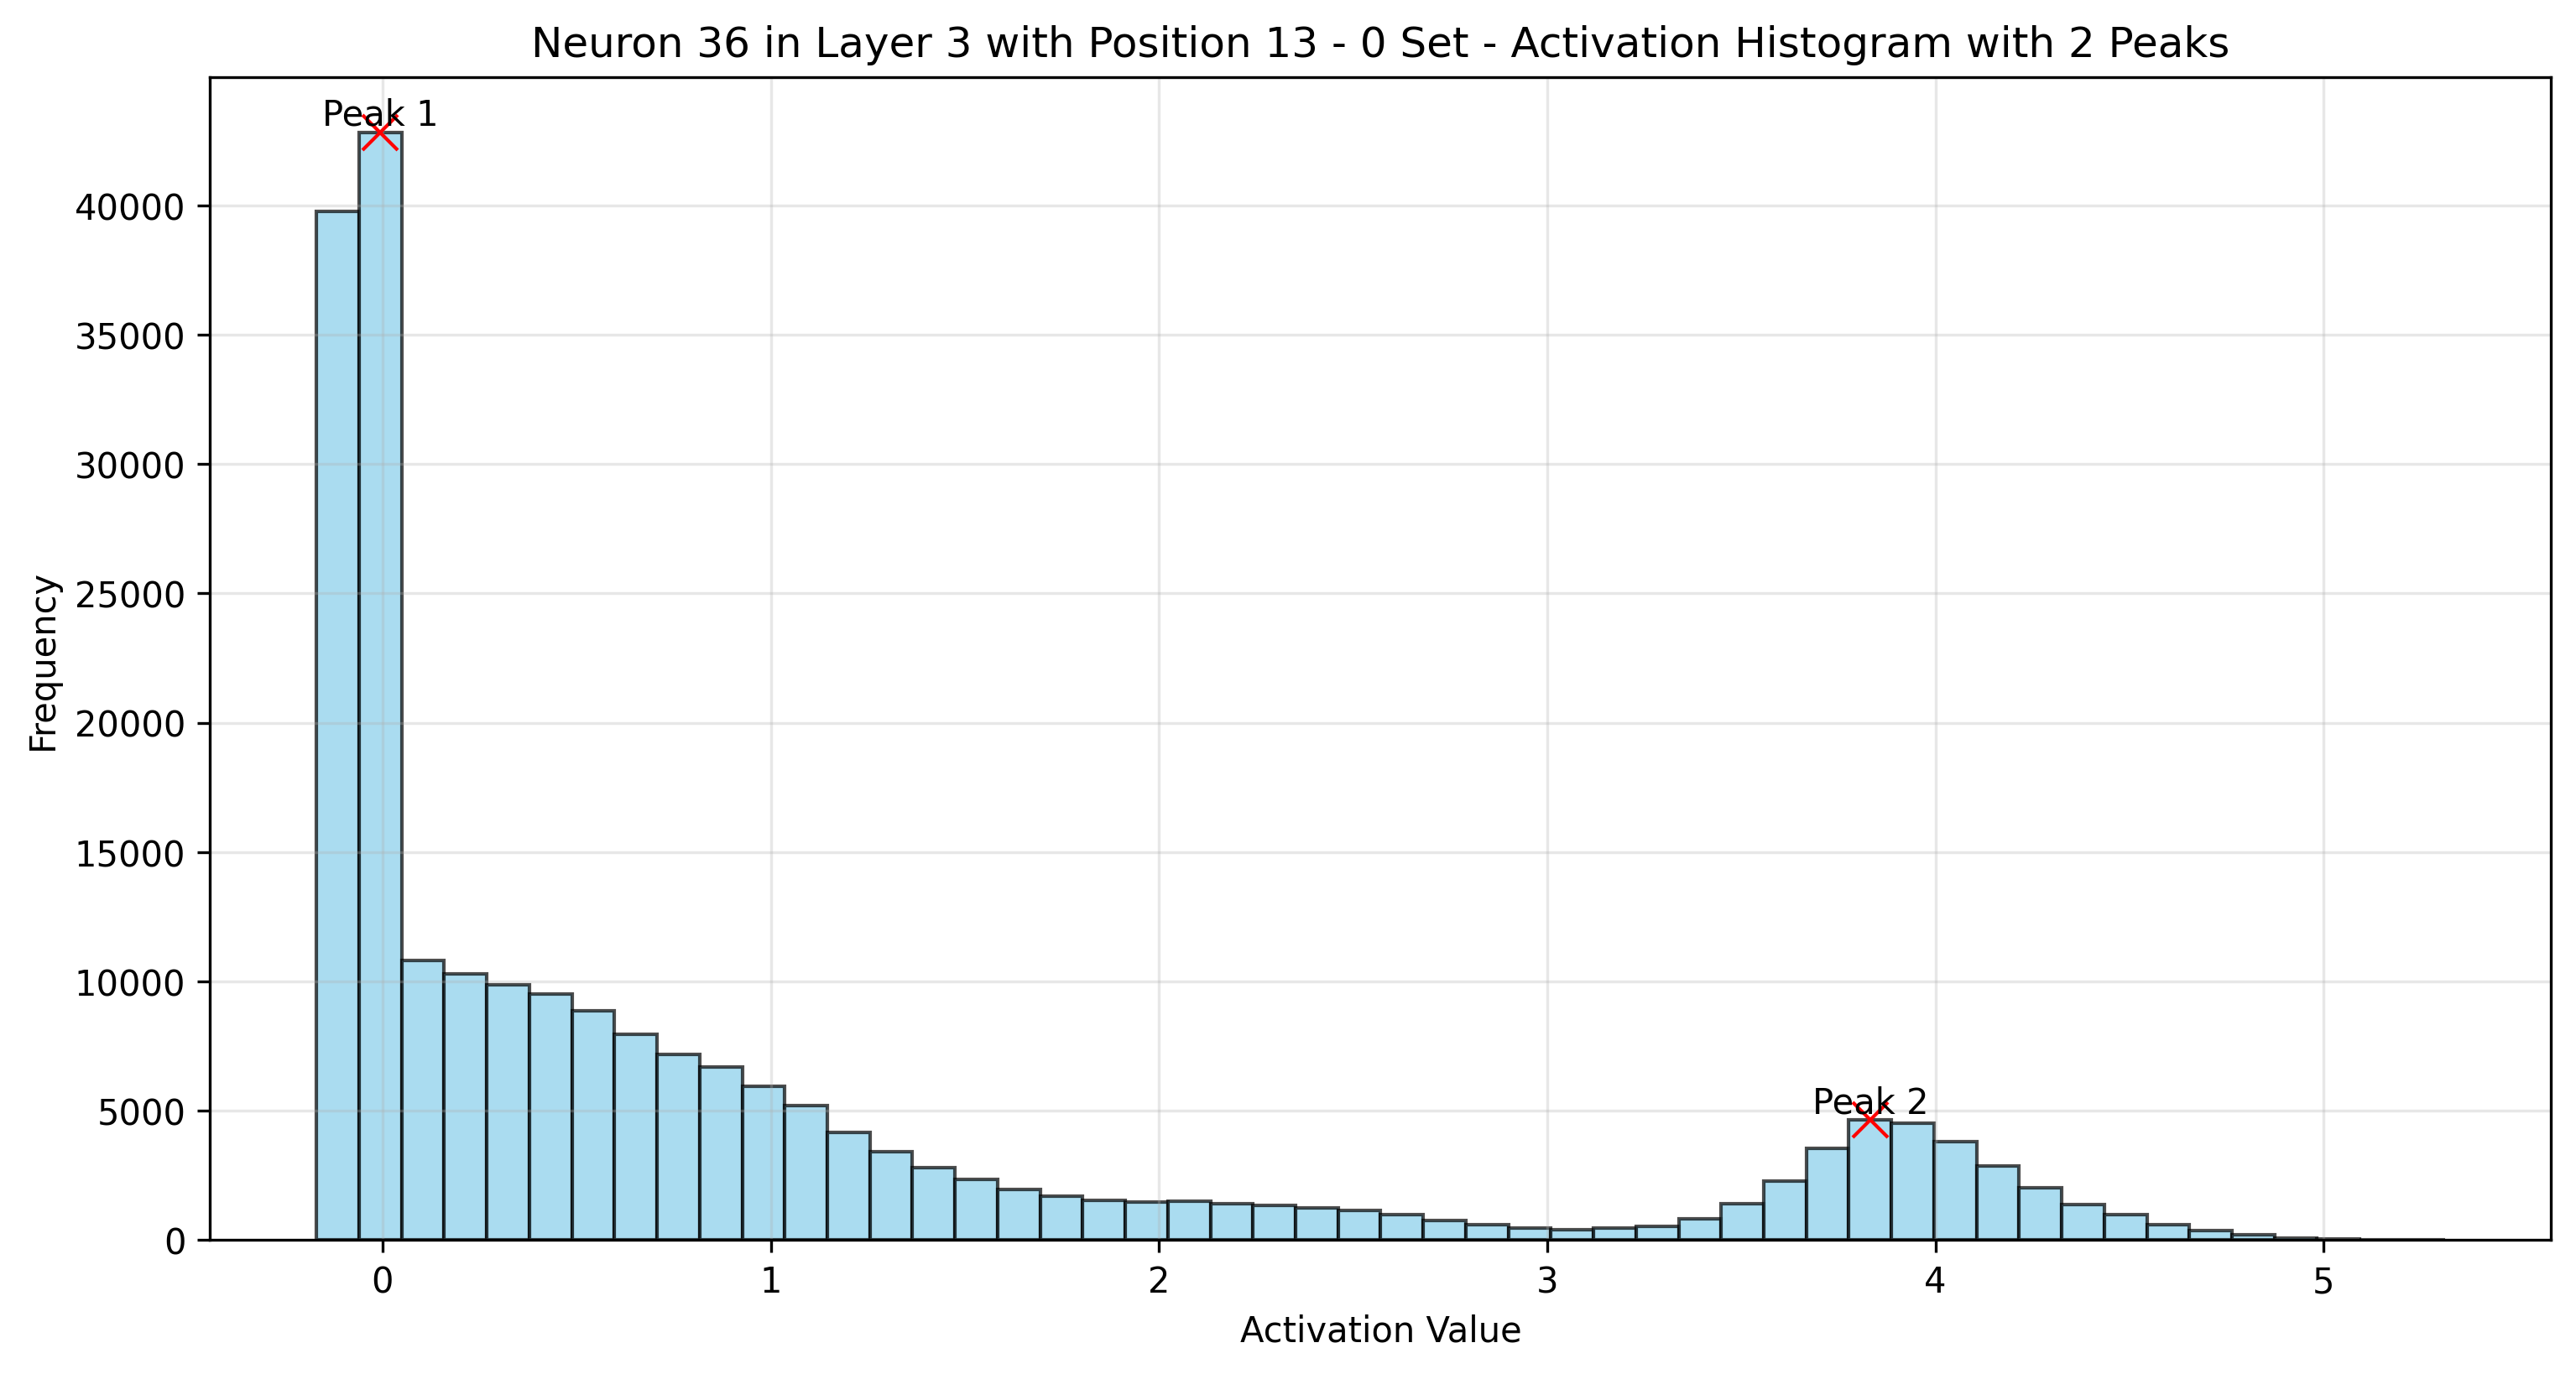 Neuron 36 in Layer 3 with Position 13 - 0 Set - Activation Histogram with 2 Peaks
Peak 1
40000
35000
30000
25000
20000
15000
10000
5000
0
Frequency
Peak 2
0 1 2 3 4 5
Activation Value